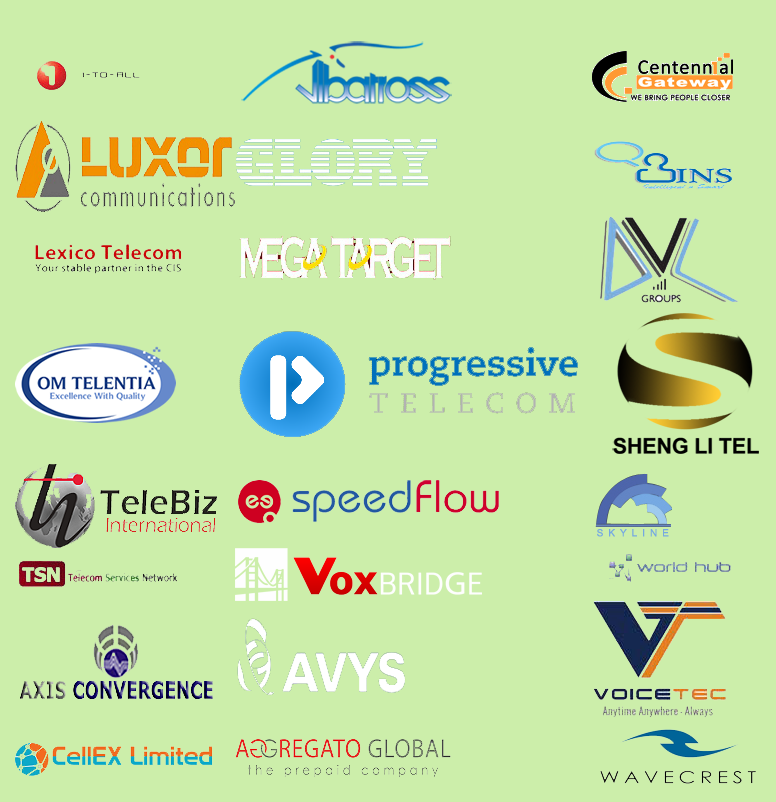 1-TO-ALL
Albatross
Centennial
Gateway
WE BRING PEOPLE CLOSER
LUXOR
communications
GLORY
BINS
Lexico Telecom
Your stable partner in the CIS
MEGA TARGET
GROUPS
OM TELENTIA
Excellence With Quality
progressive
TELECOM
SHENG LI TEL
TeleBiz
International
speedflow
SKYLINE
TSN Telecom Services Network
VoxBRIDGE
world hub
AXIS CONVERGENCE
AVYS
VOICETEC
Anytime Anywhere - Always
CellEX Limited
AGGREGATO GLOBAL
the prepaid company
WAVECREST